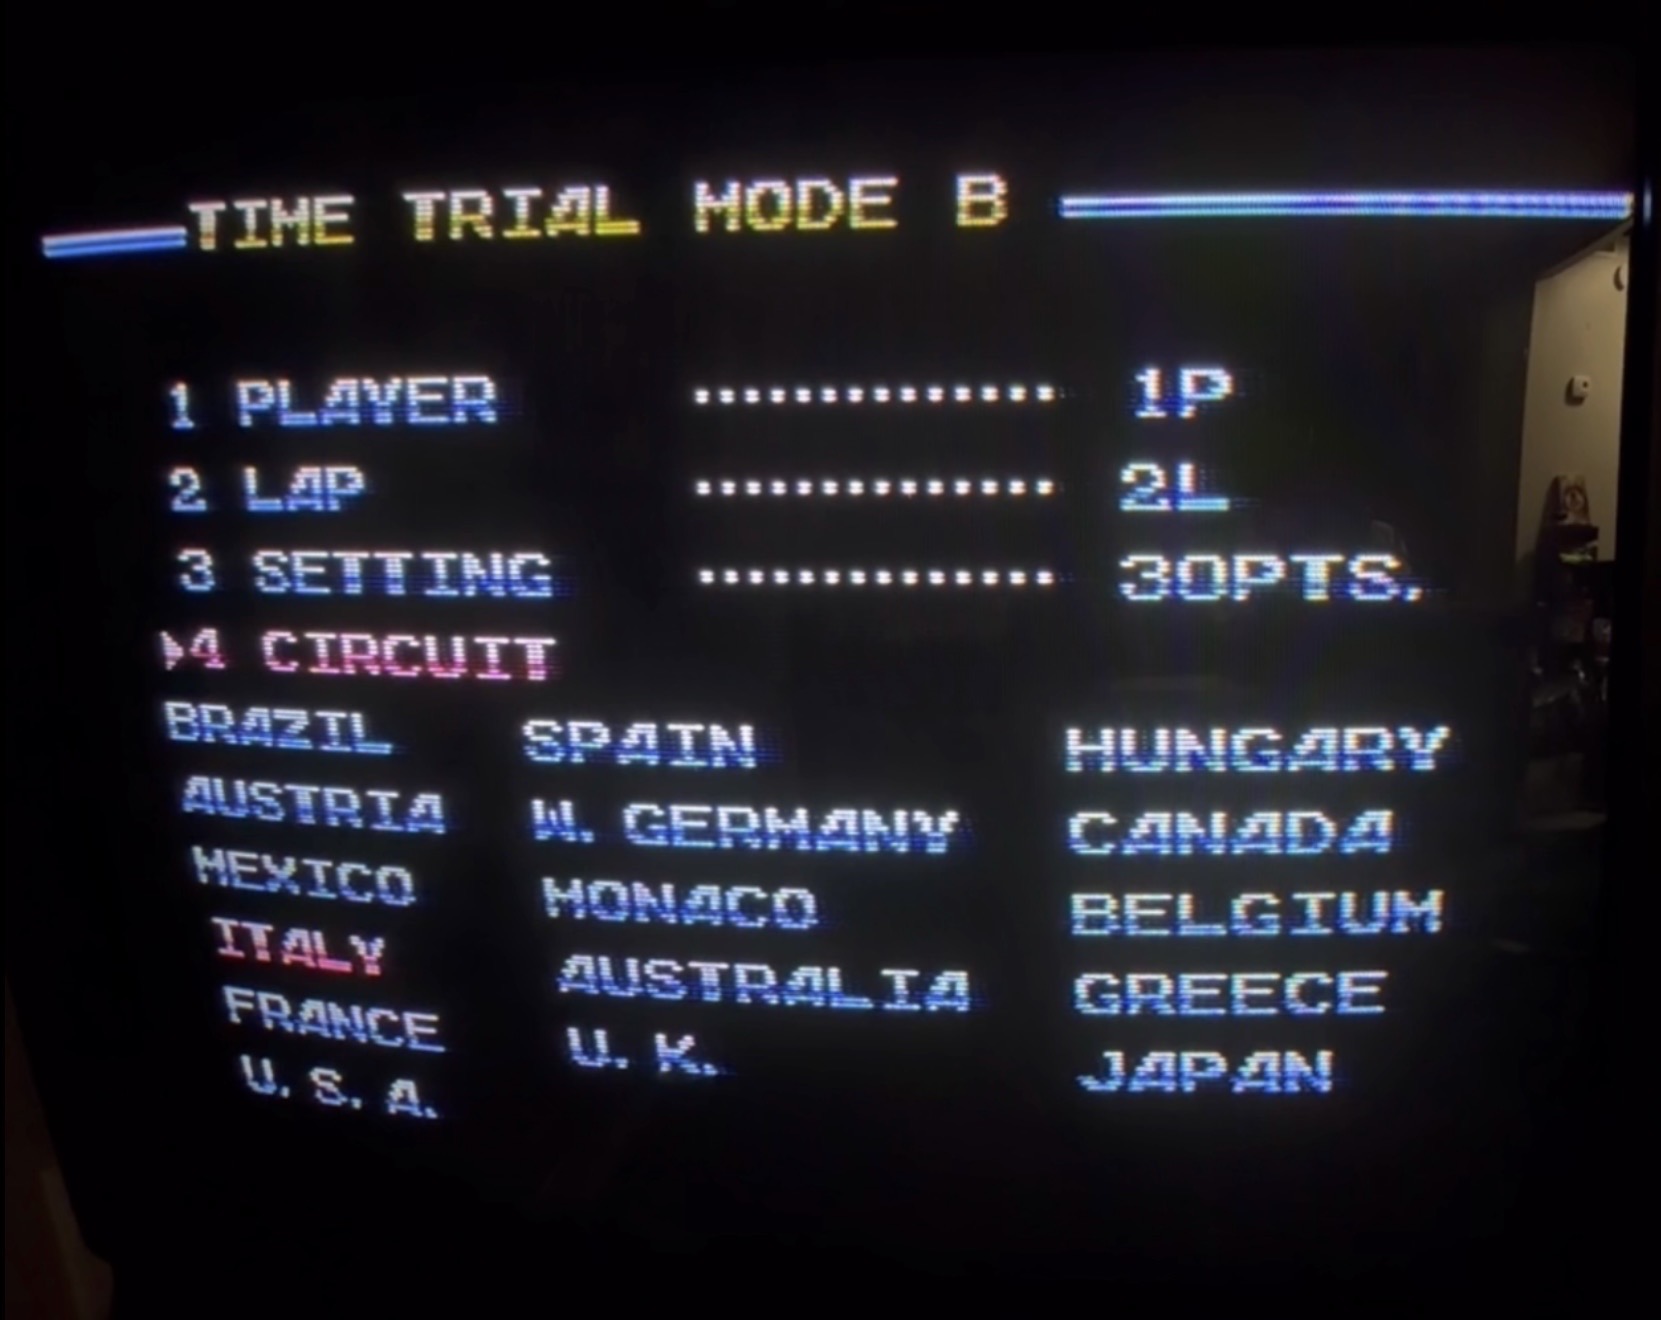 TIME TRIAL MODE B
1 PLAYER .............. 1P
2 LAP .............. 2L
3 SETTING .............. 30PTS.
4 CIRCUIT
BRAZIL SPAIN HUNGARY
AUSTRIA W. GERMANY CANADA
MEXICO MONACO BELGIUM
ITALY AUSTRALIA GREECE
FRANCE U. K. JAPAN
U. S. A.